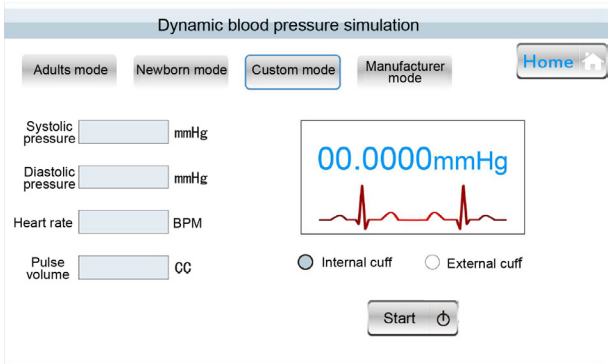 Dynamic blood pressure simulation
Adults mode
Newborn mode
Custom mode
Manufacturer
mode
Home
Systolic
pressure
mmHg
Diastolic
pressure
mmHg
Heart rate
BPM
Pulse
volume
CC
00.0000mmHg
Internal cuff
External cuff
Start